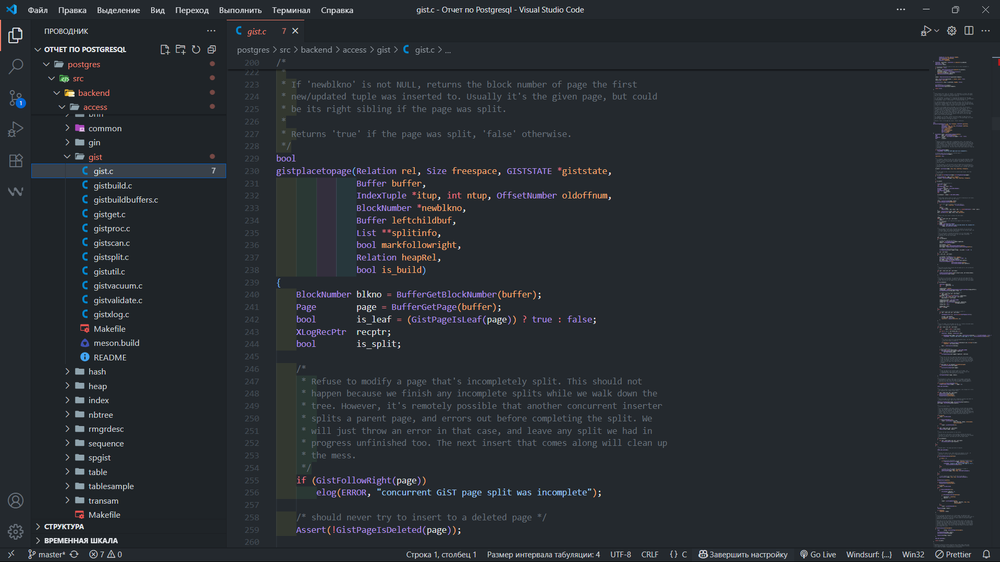 Файл Правка Выделение Вид Переход Выполнить Терминал Справка
gist.c - Отчет по Postgresql - Visual Studio Code
ПРОВОДНИК
ОТЧЕТ ПО POSTGRESQL
postgres
src
backend
access
brin
common
gin
gist
gist.c 7
gistbuild.c
gistbuildbuffers.c
gistget.c
gistproc.c
gistscan.c
gistsplit.c
gistutil.c
gistvacuum.c
gistvalidate.c
gistxlog.c
Makefile
meson.build
README
hash
heap
index
nbtree
rmgrdesc
sequence
spgist
table
tablesample
transam
Makefile
СТРУКТУРА
ВРЕМЕННАЯ ШКАЛА
1
gist.c 7
postgres > src > backend > access > gist > gist.c > ...
200 /*
222 *
223 * If 'newblkno' is not NULL, returns the block number of page the first
224 * new/updated tuple was inserted to. Usually it's the given page, but could
225 * be its right sibling if the page was split.
226 *
227 * Returns 'true' if the page was split, 'false' otherwise.
228 */
229 bool
230 gistplacetopage(Relation rel, Size freespace, GISTSTATE *giststate,
231 Buffer buffer,
232 IndexTuple *itup, int ntup, OffsetNumber oldoffnum,
233 BlockNumber *newblkno,
234 Buffer leftchildbuf,
235 List **splitinfo,
236 bool markfollowright,
237 Relation heapRel,
238 bool is_build)
239 {
240 BlockNumber blkno = BufferGetBlockNumber(buffer);
241 Page page = BufferGetPage(buffer);
242 bool is_leaf = (GistPageIsLeaf(page)) ? true : false;
243 XLogRecPtr recptr;
244 bool is_split;
245
246 /*
247 * Refuse to modify a page that's incompletely split. This should not
248 * happen because we finish any incomplete splits while we walk down the
249 * tree. However, it's remotely possible that another concurrent inserter
250 * splits a parent page, and errors out before completing the split. We
251 * will just throw an error in that case, and leave any split we had in
252 * progress unfinished too. The next insert that comes along will clean up
253 * the mess.
254 */
255 if (GistFollowRight(page))
256 elog(ERROR, "concurrent GiST page split was incomplete");
257
258 /* should never try to insert to a deleted page */
259 Assert(!GistPageIsDeleted(page));
260
master* 7 0 Строка 1, столбец 1 Размер интервала табуляции: 4 UTF-8 CRLF {} C Завершить настройку Go Live Windsurf: {...} Win32 Prettier